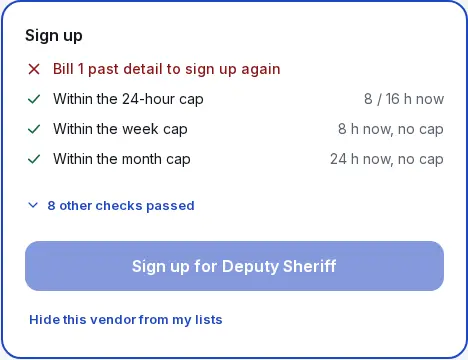 Sign up
Bill 1 past detail to sign up again
Within the 24-hour cap 8 / 16 h now
Within the week cap 8 h now, no cap
Within the month cap 24 h now, no cap
8 other checks passed
Sign up for Deputy Sheriff
Hide this vendor from my lists